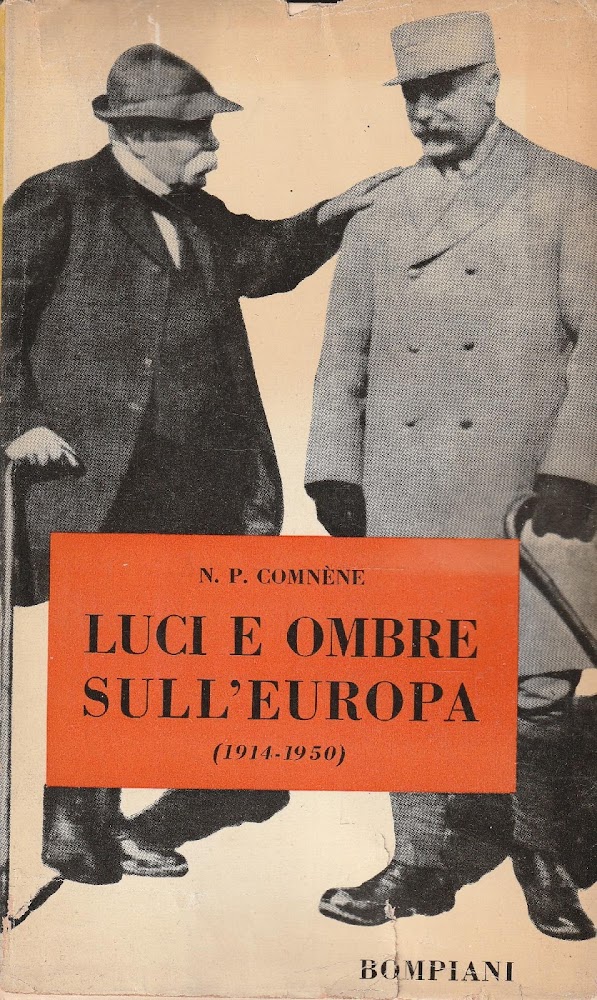 N. P. COMNÈNE
LUCI E OMBRE
SULL'EUROPA
(1914-1950)
BOMPIANI